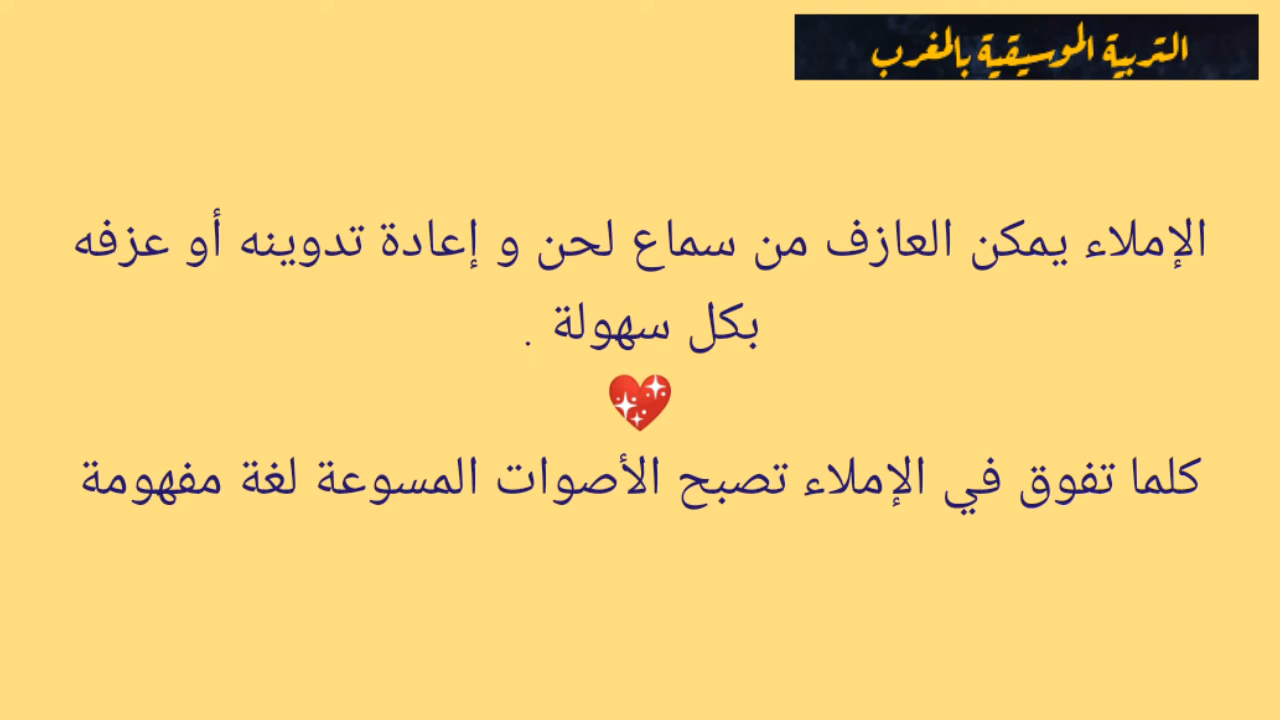 التربية الموسيقية بالمغرب
الإملاء يمكن العازف من سماع لحن و إعادة تدوينه أو عزفه
بكل سهولة .
كلما تفوق في الإملاء تصبح الأصوات المسوعة لغة مفهومة